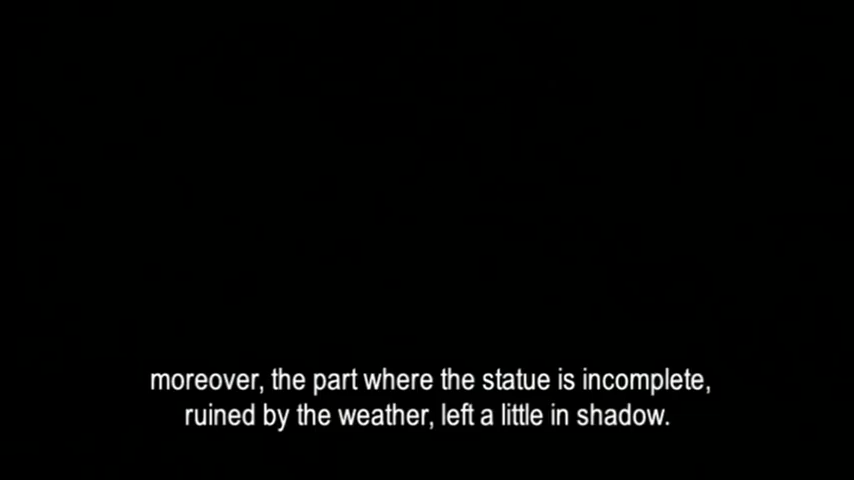 moreover, the part where the statue is incomplete,
ruined by the weather, left a little in shadow.